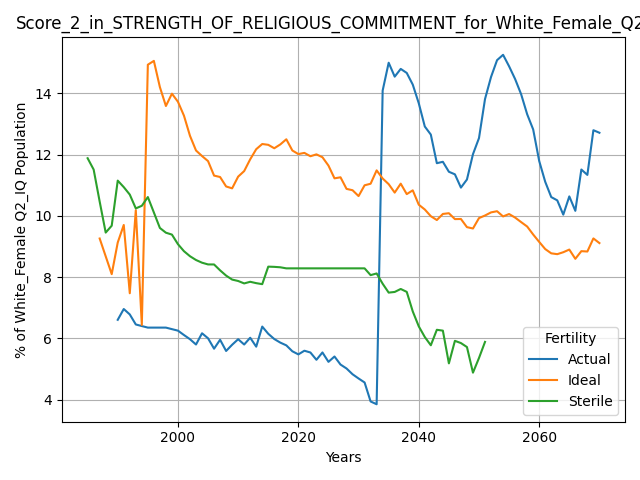 Score_2_in_STRENGTH_OF_RELIGIOUS_COMMITMENT_for_White_Female_Q2
% of White_Female Q2_IQ Population
14
12
10
8
6
4
2000
2020
2040
2060
Years
Fertility
Actual
Ideal
Sterile